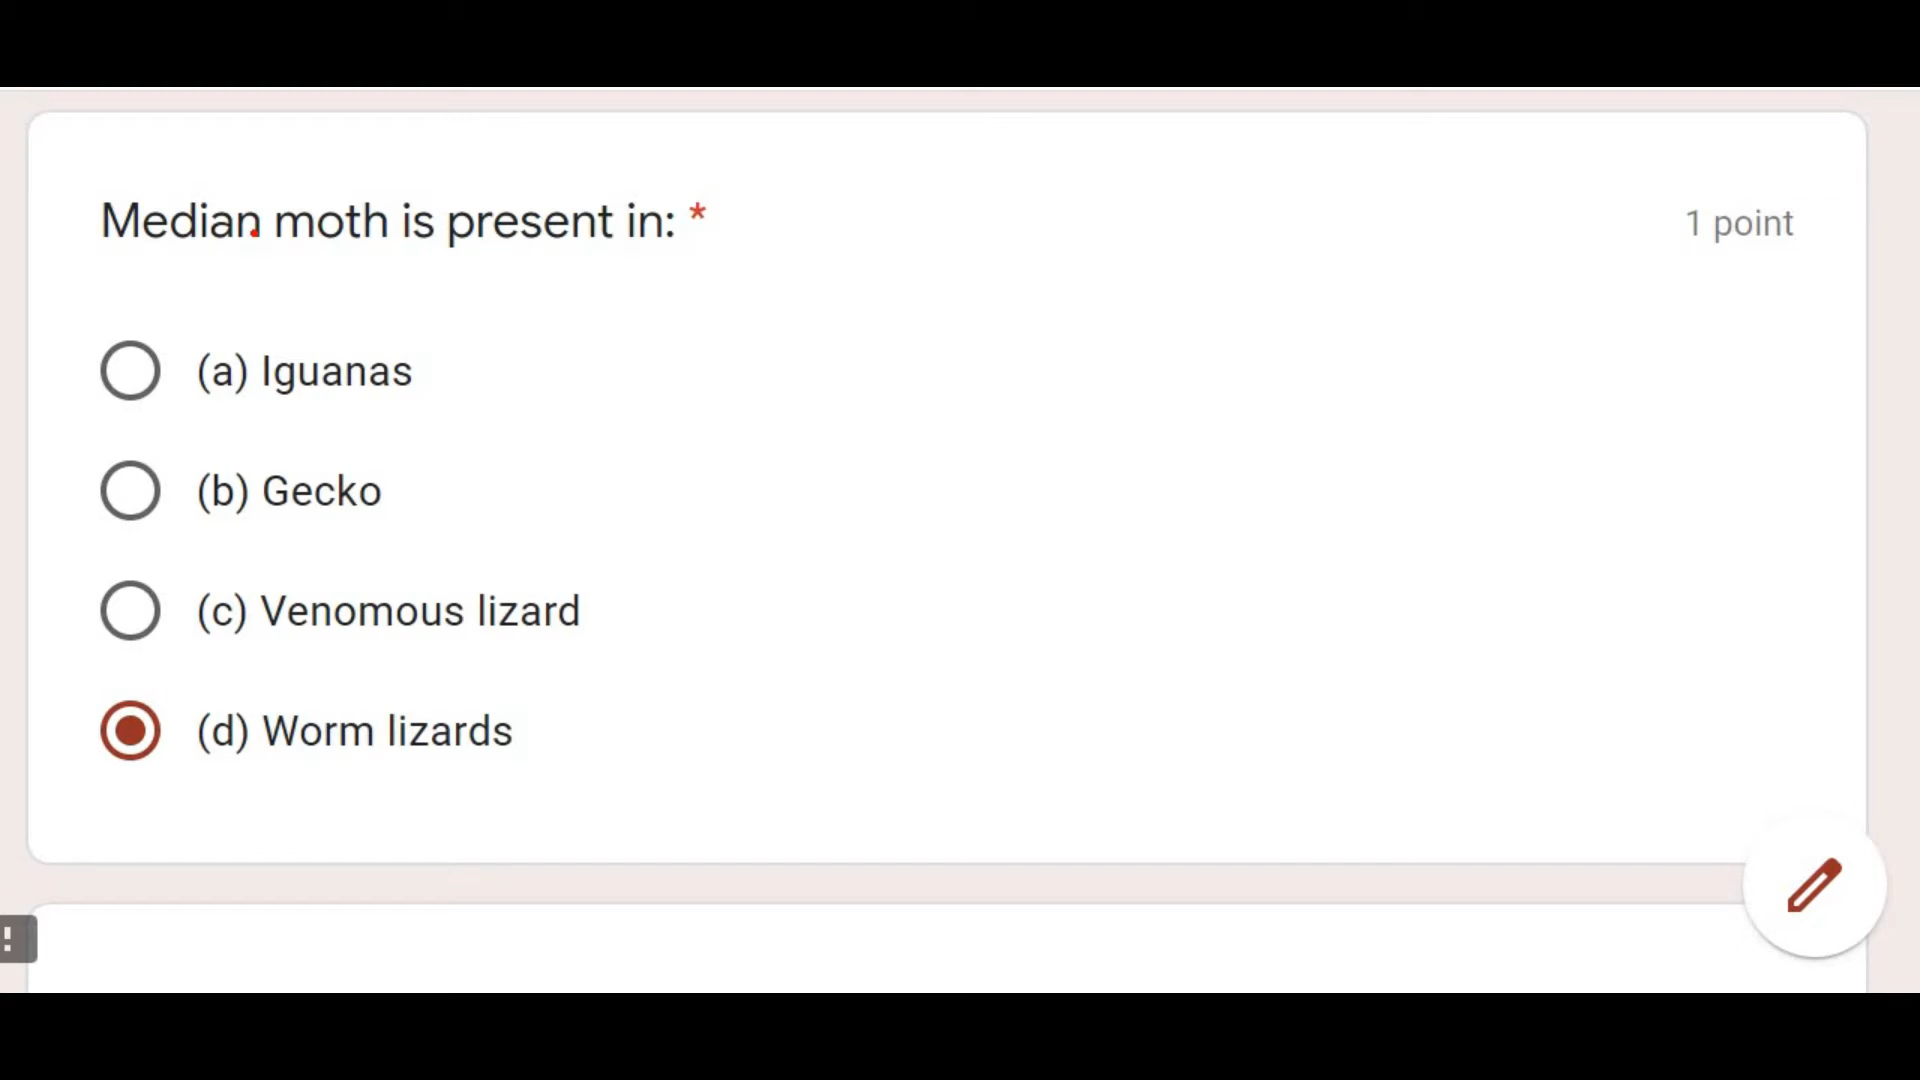 Median moth is present in: *
1 point
(a) Iguanas
(b) Gecko
(c) Venomous lizard
(d) Worm lizards